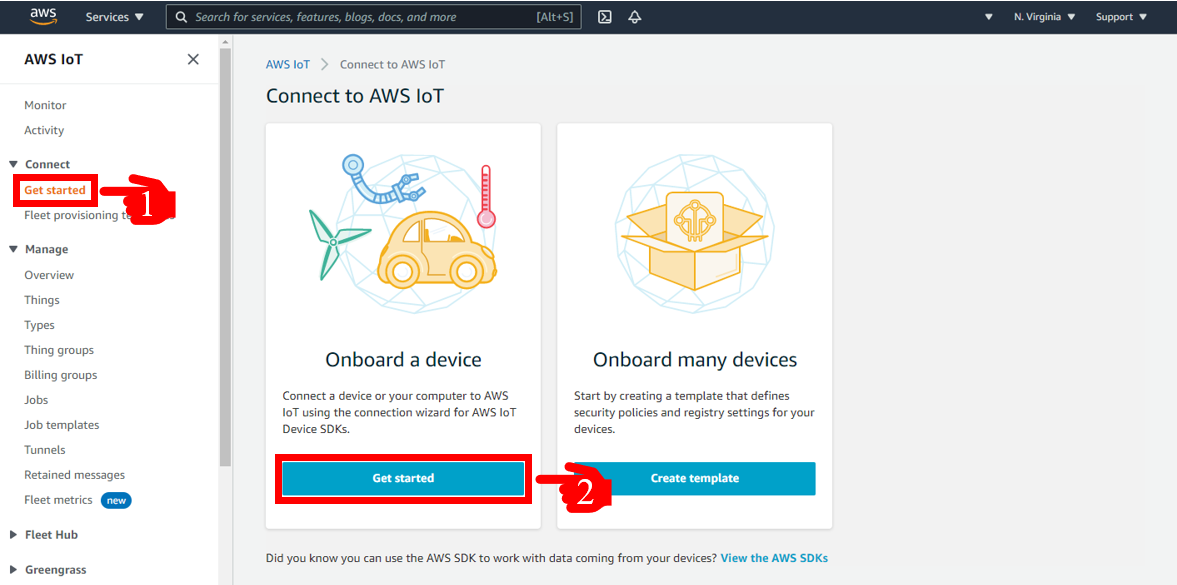 aws
Services
Search for services, features, blogs, docs, and more
[Alt+S]
N. Virginia
Support
AWS IoT
Monitor
Activity
Connect
Get started
1
Fleet provisioning
Manage
Overview
Things
Types
Thing groups
Billing groups
Jobs
Job templates
Tunnels
Retained messages
Fleet metrics new
Fleet Hub
Greengrass
AWS IoT
Connect to AWS IoT
Connect to AWS IoT
Onboard a device
Connect a device or your computer to AWS
IoT using the connection wizard for AWS IoT
Device SDKs.
Get started
2
Onboard many devices
Start by creating a template that defines
security policies and registry settings for your
devices.
Create template
Did you know you can use the AWS SDK to work with data coming from your devices? View the AWS SDKs